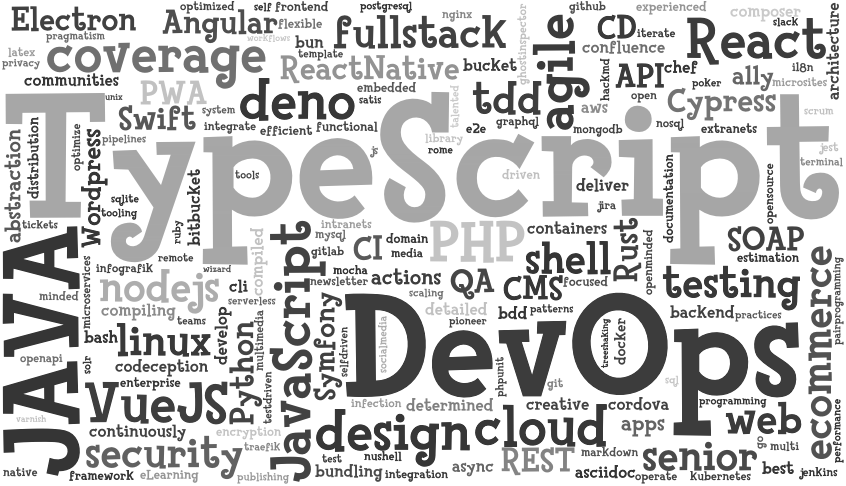 Electron
optimized
self
frontend
postgresql
nginx
github
experienced
composer
slack
pragmatism
Angular
flexible
fullstack
CD
iterate
React
architecture
workflows
bun
template
agile
confluence
latex
privacy
coverage
ReactNative
bucket
ghostinspector
hackmd
API
chef
ally
il8n
poker
microsites
communities
PWA
embedded
satis
deno
tdd
aws
open
Cypress
unix
Swift
system
talented
graphql
mongodb
nosql
scrum
TypeScript
abstraction
distribution
optimize
Wordpress
pipelines
integrate
efficient
functional
js
library
rome
e2e
extranets
jest
terminal
sqlite
tooling
bitbucket
ruby
tools
driven
deliver
jira
documentation
opensource
tickets
JAVA
microservices
infografik
remote
wizard
compiled
JavaScript
intranets
mysql
gitlab
CI
domain
media
PHP
containers
shell
Rust
openminded
SOAP
estimation
ecommerce
pairprogramming
minded
nodejs
compiling
teams
cli
serverless
mocha
newsletter
actions
scaling
QA
CMS
focused
testing
openapi
solr
bash
linux
develop
Python
multimedia
Symfony
selfdriven
socialmedia
detailed
pioneer
bdd
patterns
backend
practices
DevOps
treeshaking
docker
codeception
enterprise
VueJS
testdriven
phpunit
git
sql
programming
varnish
continuously
encryption
infection
determined
creative
cordova
apps
web
performance
security
traefik
design
cloud
senior
go
multi
native
framework
eLearning
publishing
test
nushell
bundling
integration
async
REST
markdown
asciidoc
operate
Kubernetes
best
jenkins